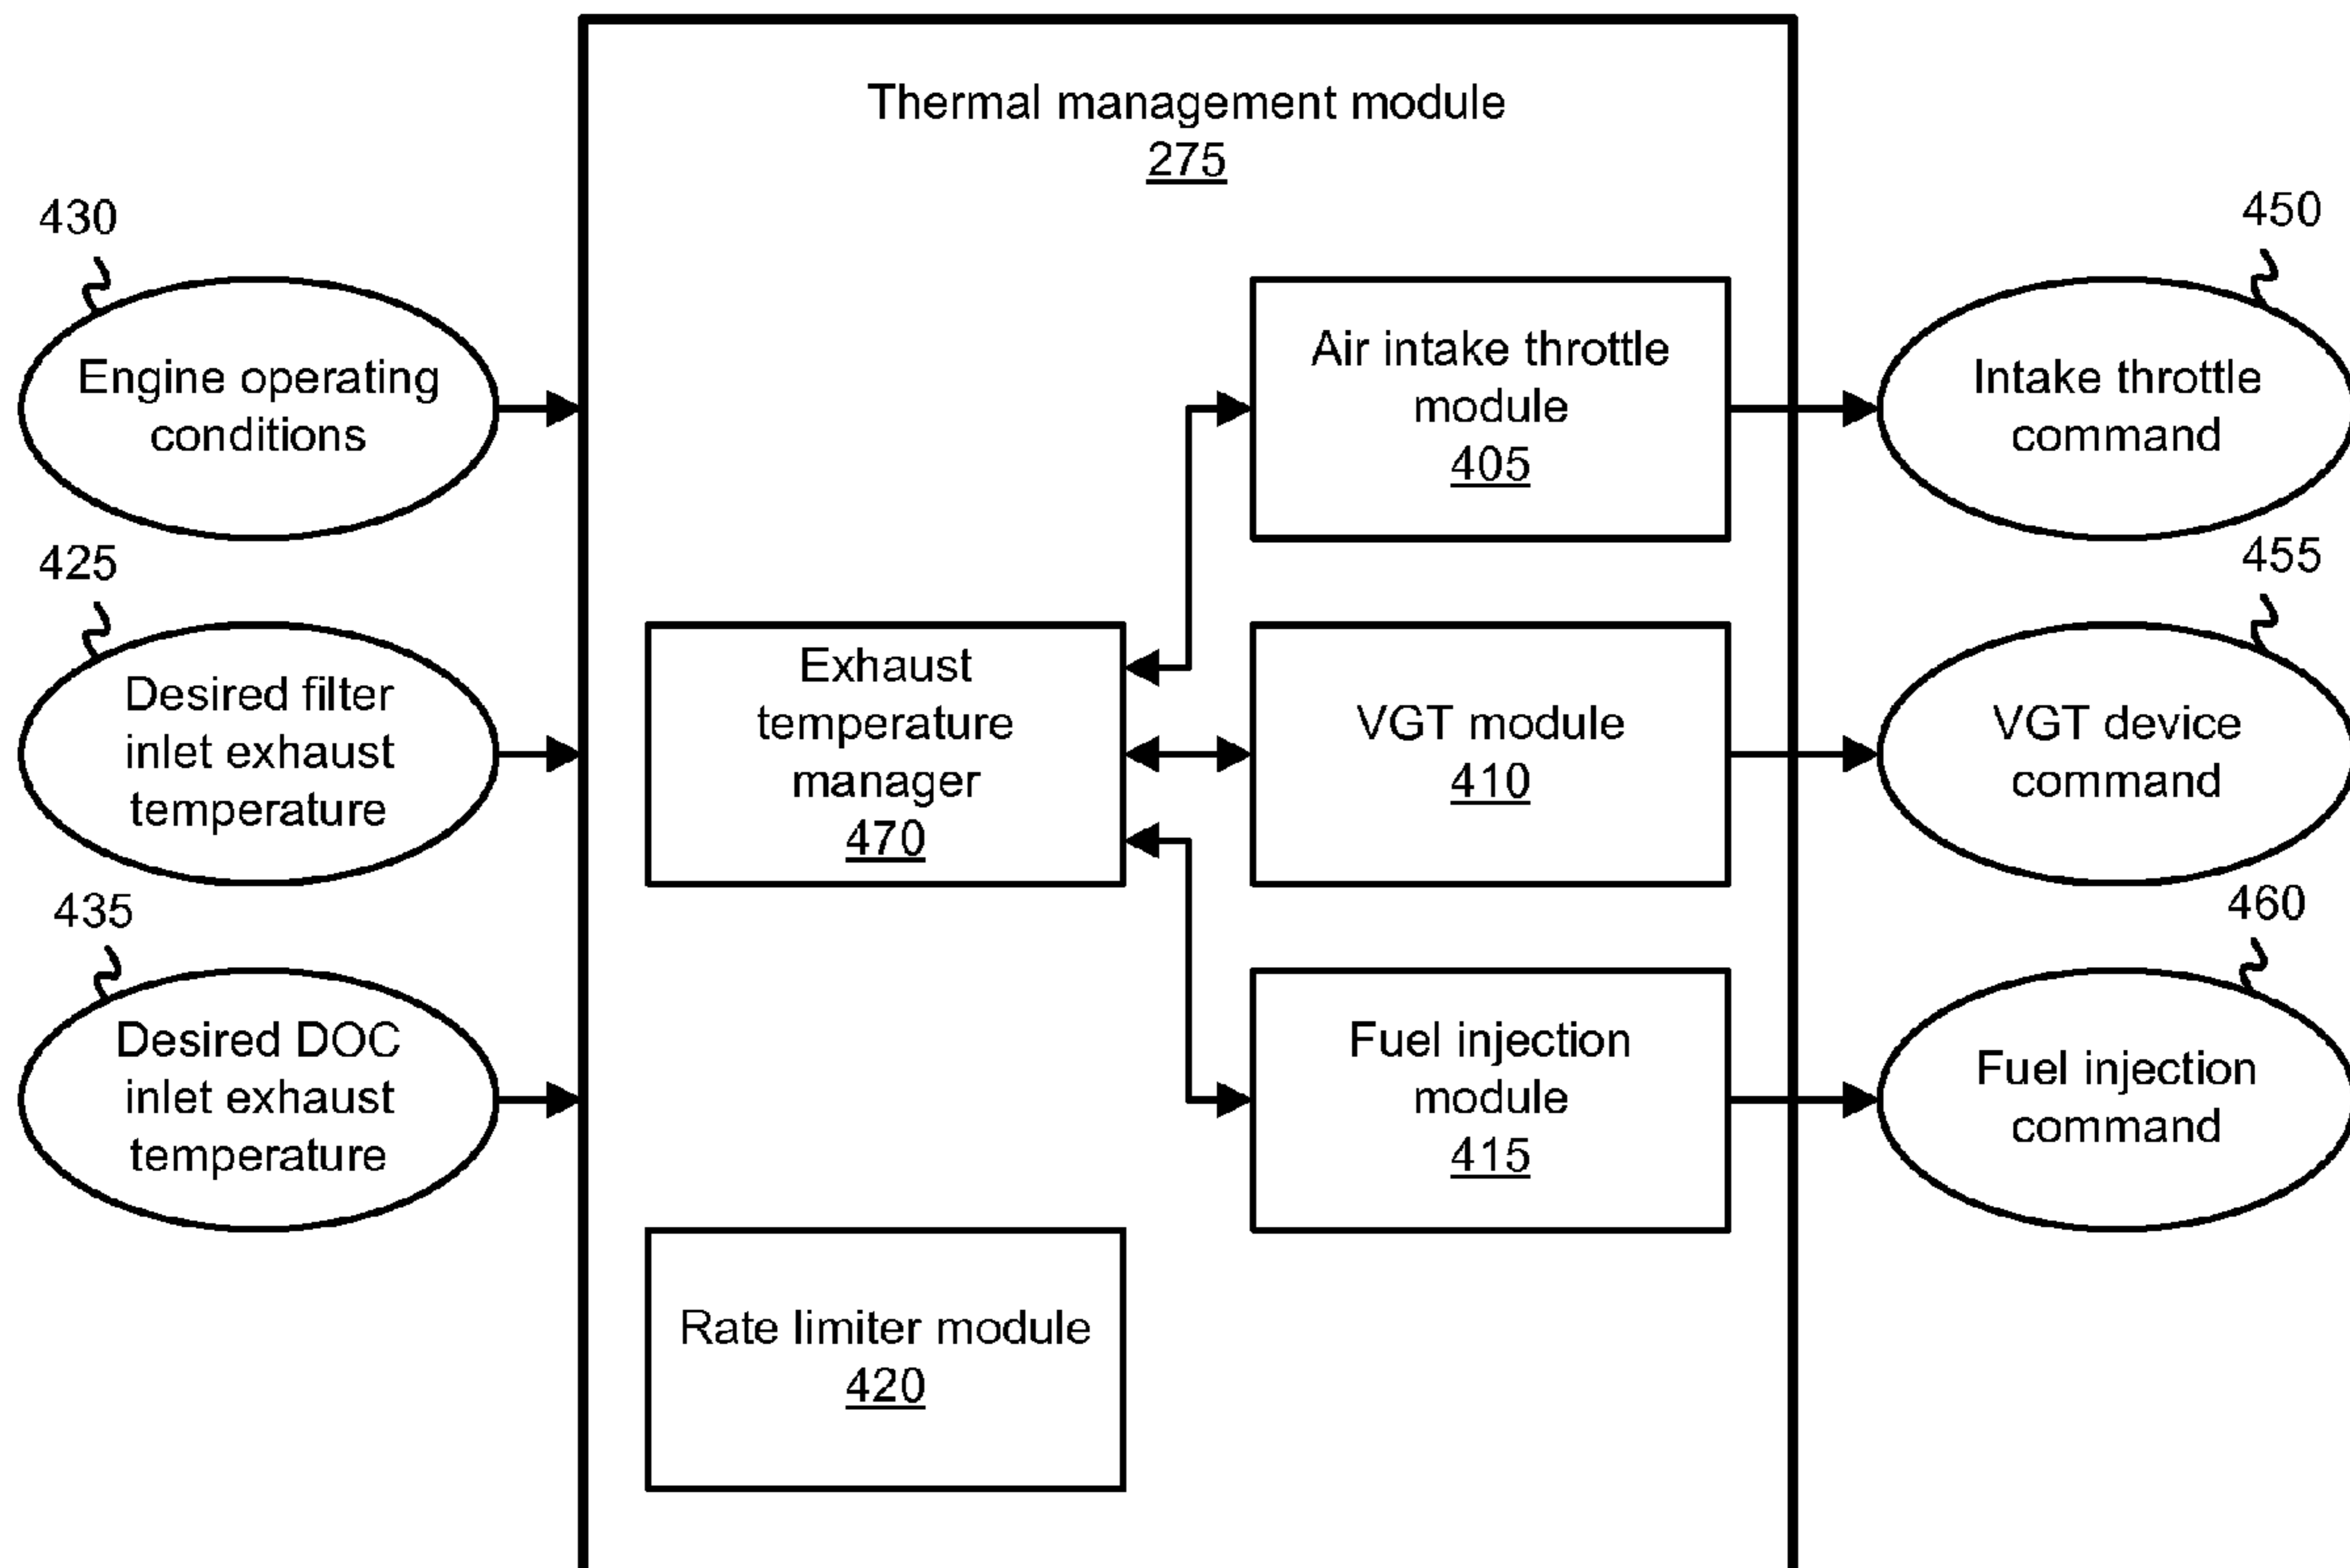 Thermal management module
275
430
Engine operating
conditions
425
Desired filter
inlet exhaust
temperature
435
Desired DOC
inlet exhaust
temperature
Exhaust
temperature
manager
470
Rate limiter module
420
Air intake throttle
module
405
VGT module
410
Fuel injection
module
415
450
Intake throttle
command
455
VGT device
command
460
Fuel injection
command